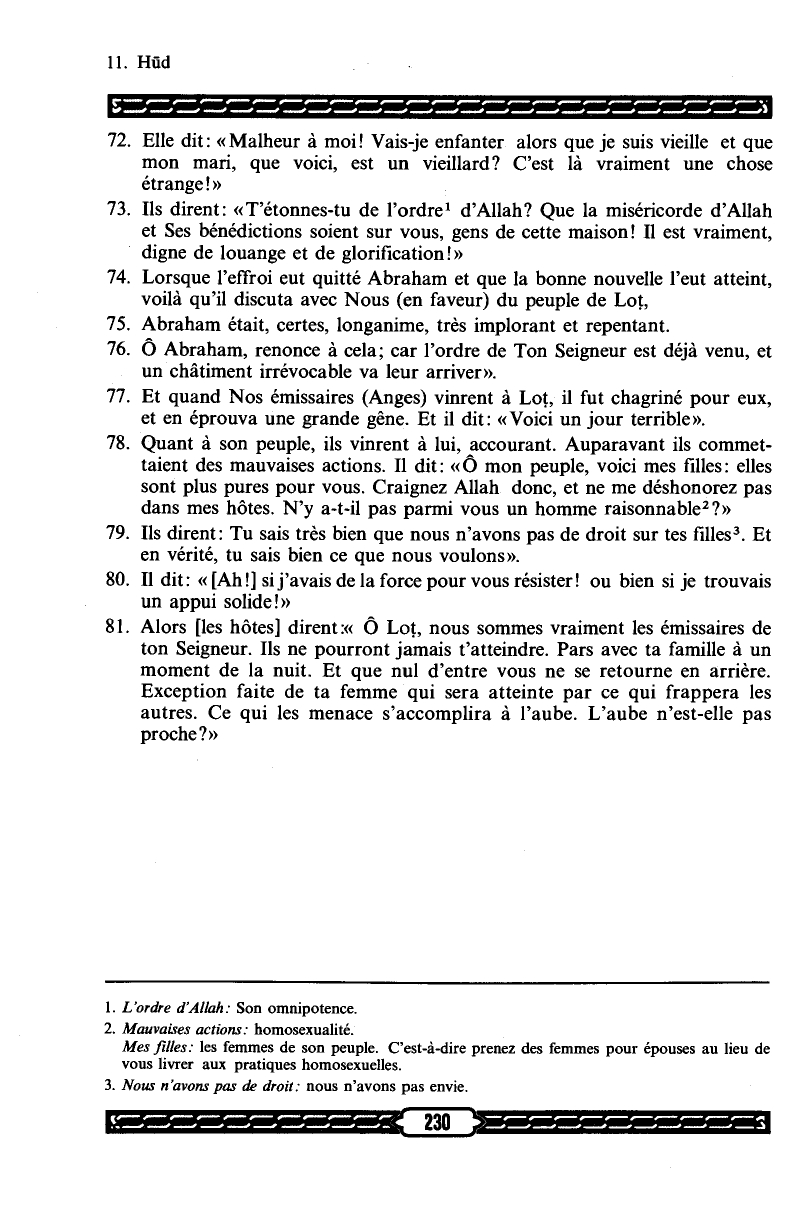 11. Hūd
72. Elle dit: «Malheur à moi! Vais-je enfanter alors que je suis vieille et que
mon mari, que voici, est un vieillard? C'est là vraiment une chose
étrange!»
73. Ils dirent: «T'étonnes-tu de l'ordre¹ d'Allah? Que la miséricorde d'Allah
et Ses bénédictions soient sur vous, gens de cette maison! Il est vraiment,
digne de louange et de glorification!»
74. Lorsque l'effroi eut quitté Abraham et que la bonne nouvelle l'eut atteint,
voilà qu'il discuta avec Nous (en faveur) du peuple de Loṭ,
75. Abraham était, certes, longanime, très implorant et repentant.
76. Ô Abraham, renonce à cela; car l'ordre de Ton Seigneur est déjà venu, et
un châtiment irrévocable va leur arriver».
77. Et quand Nos émissaires (Anges) vinrent à Loṭ, il fut chagriné pour eux,
et en éprouva une grande gêne. Et il dit: «Voici un jour terrible».
78. Quant à son peuple, ils vinrent à lui, accourant. Auparavant ils commet-
taient des mauvaises actions. Il dit: «Ô mon peuple, voici mes filles: elles
sont plus pures pour vous. Craignez Allah donc, et ne me déshonorez pas
dans mes hôtes. N'y a-t-il pas parmi vous un homme raisonnable²?»
79. Ils dirent: Tu sais très bien que nous n'avons pas de droit sur tes filles³. Et
en vérité, tu sais bien ce que nous voulons».
80. Il dit: «[Ah!] si j'avais de la force pour vous résister! ou bien si je trouvais
un appui solide!»
81. Alors [les hôtes] dirent:« Ô Loṭ, nous sommes vraiment les émissaires de
ton Seigneur. Ils ne pourront jamais t'atteindre. Pars avec ta famille à un
moment de la nuit. Et que nul d'entre vous ne se retourne en arrière.
Exception faite de ta femme qui sera atteinte par ce qui frappera les
autres. Ce qui les menace s'accomplira à l'aube. L'aube n'est-elle pas
proche?»
1. L'ordre d'Allah: Son omnipotence.
2. Mauvaises actions: homosexualité.
Mes filles: les femmes de son peuple. C'est-à-dire prenez des femmes pour épouses au lieu de
vous livrer aux pratiques homosexuelles.
3. Nous n'avons pas de droit: nous n'avons pas envie.
230